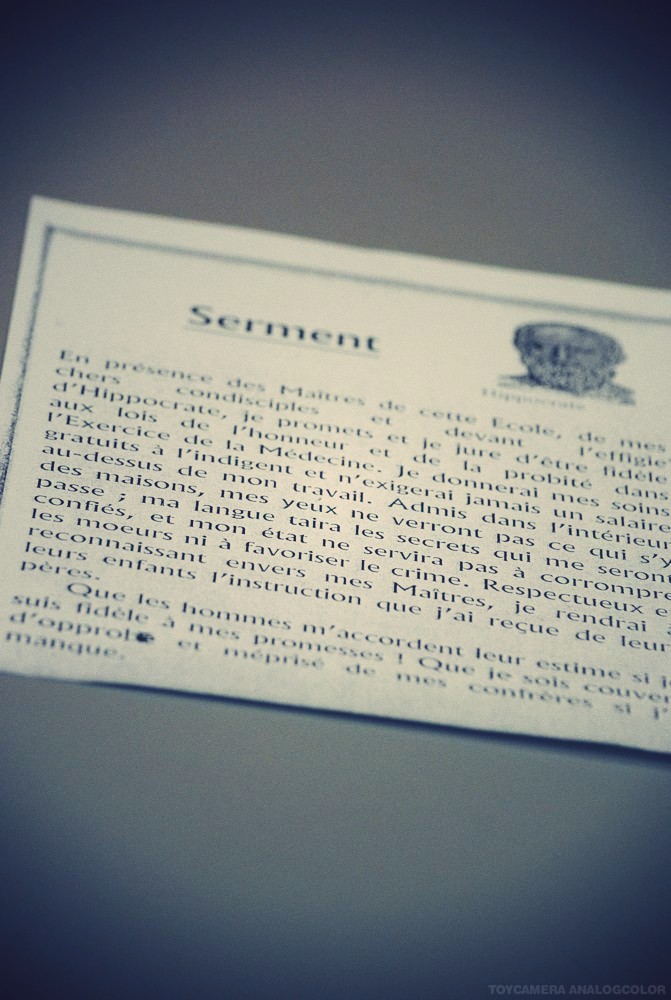 Serment
Hippocrate
En présence des Maîtres de cette Ecole, de mes
chers condisciples et devant l'effigie
d'Hippocrate, je promets et je jure d'être fidèle
aux lois de l'honneur et de la probité dans
l'Exercice de la Médecine. Je donnerai mes soins
gratuits à l'indigent et n'exigerai jamais un salaire
au-dessus de mon travail. Admis dans l'intérieur
des maisons, mes yeux ne verront pas ce qui s'y
passe ; ma langue taira les secrets qui me seront
confiés, et mon état ne servira pas à corrompre
les moeurs ni à favoriser le crime. Respectueux e
reconnaissant envers mes Maîtres, je rendrai à
leurs enfants l'instruction que j'ai reçue de leur
pères.
Que les hommes m'accordent leur estime si je
suis fidèle à mes promesses ! Que je sois couver
et méprisé de mes confrères si j'
manque.
TOYCAMERA ANALOGCOLOR